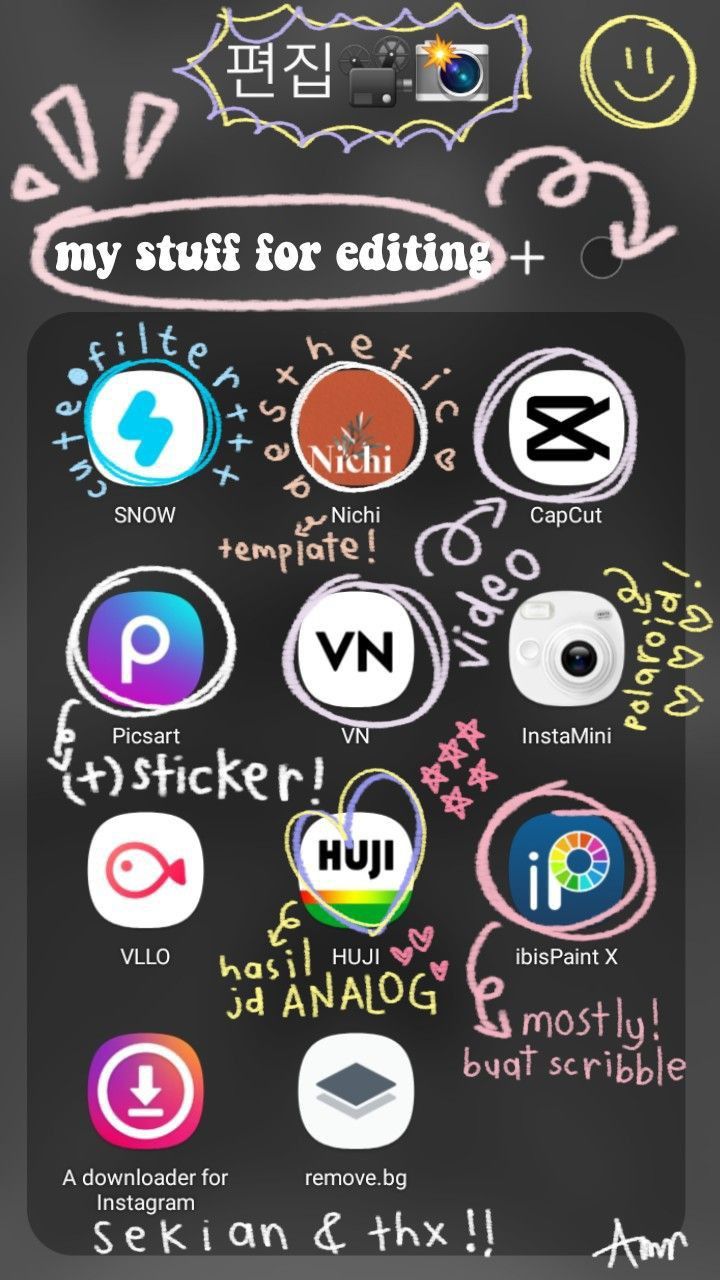 편집
my stuff for editing +
cute filter xxx
aesthetic
Nichi
SNOW
Nichi
CapCut
template!
video
P
VN
polaroid!
Picsart
VN
InstaMini
(+) sticker!
HUJI
iP
VLLO
HUJI
ibisPaint X
hasil
jd ANALOG
mostly!
buat scribble
A downloader for
Instagram
remove.bg
sekian & thx!!